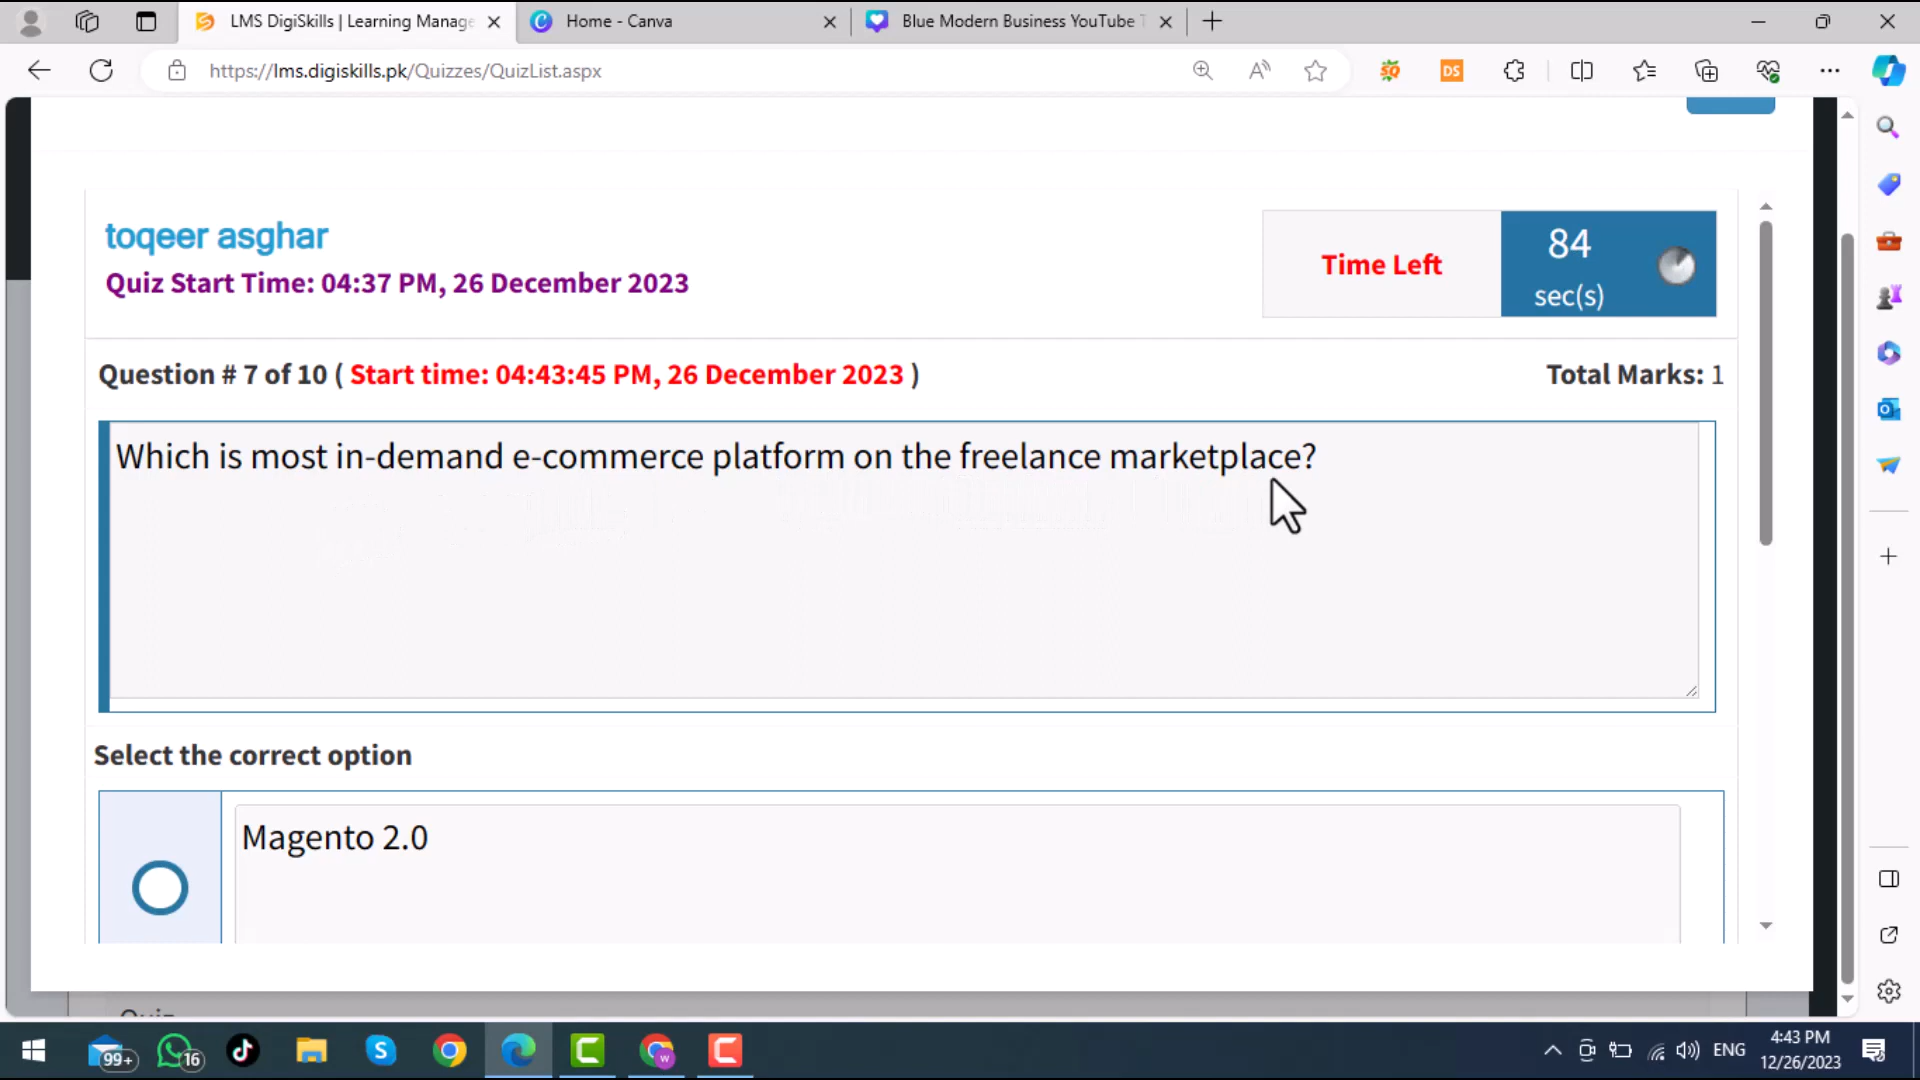 LMS DigiSkills | Learning Manage
Home - Canva
Blue Modern Business YouTube T
https://lms.digiskills.pk/Quizzes/QuizList.aspx
SQ
DS
toqeer asghar
Quiz Start Time: 04:37 PM, 26 December 2023
Time Left
84
sec(s)
Question # 7 of 10 ( Start time: 04:43:45 PM, 26 December 2023 )
Total Marks: 1
Which is most in-demand e-commerce platform on the freelance marketplace?
Select the correct option
Magento 2.0
Quiz
99+
16
w
ENG
4:43 PM
12/26/2023